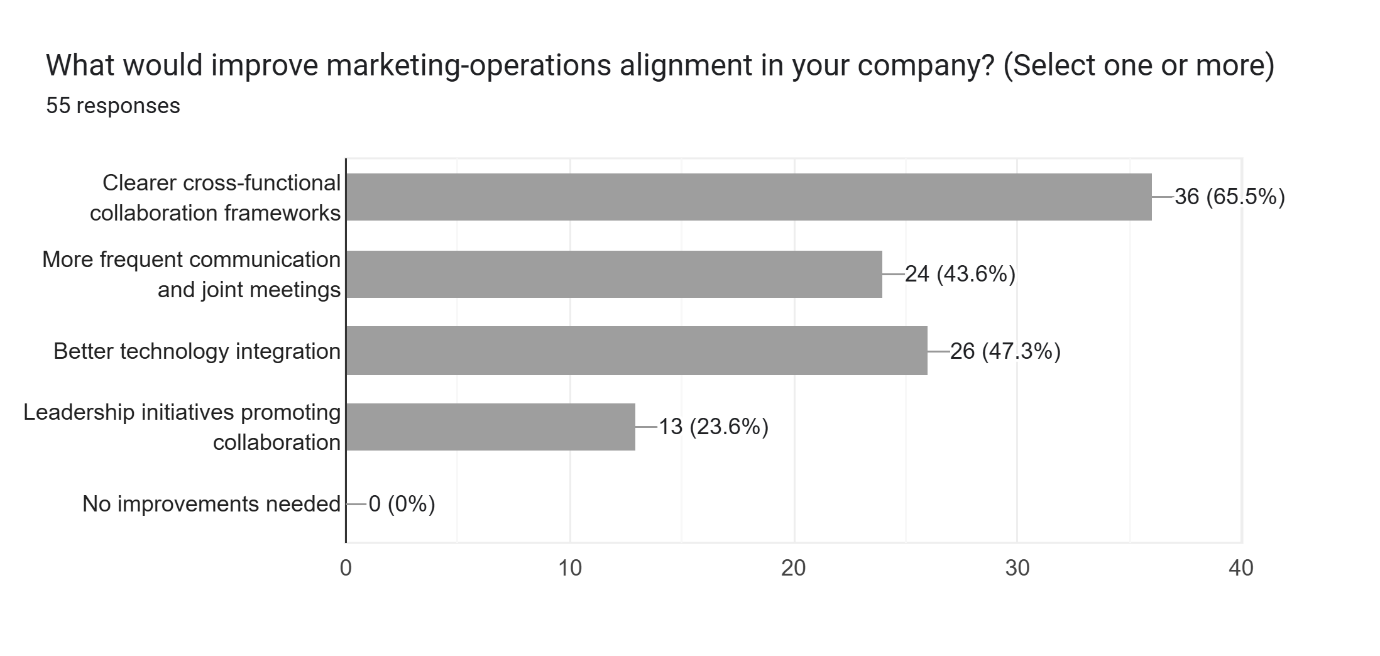 What would improve marketing-operations alignment in your company? (Select one or more)
55 responses
Clearer cross-functional
collaboration frameworks
36 (65.5%)
More frequent communication
and joint meetings
24 (43.6%)
Better technology integration
26 (47.3%)
Leadership initiatives promoting
collaboration
13 (23.6%)
No improvements needed
0 (0%)
0 10 20 30 40